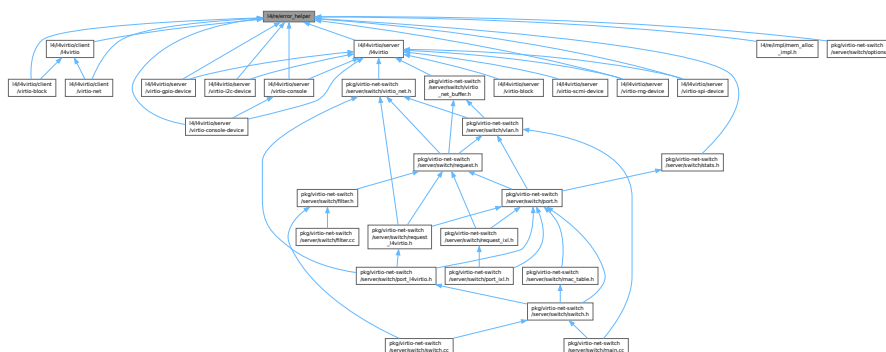 l4/re/error_helper
l4/l4virtio/client
/l4virtio
l4/l4virtio/server
/l4virtio
l4/re/impl/mem_alloc
_impl.h
pkg/virtio-net-switch
/server/switch/options
l4/l4virtio/client
/virtio-block
l4/l4virtio/client
/virtio-net
l4/l4virtio/server
/virtio-gpio-device
l4/l4virtio/server
/virtio-i2c-device
l4/l4virtio/server
/virtio-console
pkg/virtio-net-switch
/server/switch/virtio_net.h
pkg/virtio-net-switch
/server/switch/virtio
_net_buffer.h
l4/l4virtio/server
/virtio-block
l4/l4virtio/server
/virtio-scmi-device
l4/l4virtio/server
/virtio-rng-device
l4/l4virtio/server
/virtio-spi-device
l4/l4virtio/server
/virtio-console-device
pkg/virtio-net-switch
/server/switch/vlan.h
pkg/virtio-net-switch
/server/switch/request.h
pkg/virtio-net-switch
/server/switch/stats.h
pkg/virtio-net-switch
/server/switch/filter.h
pkg/virtio-net-switch
/server/switch/port.h
pkg/virtio-net-switch
/server/switch/filter.cc
pkg/virtio-net-switch
/server/switch/request
_l4virtio.h
pkg/virtio-net-switch
/server/switch/request_ixl.h
pkg/virtio-net-switch
/server/switch/port_l4virtio.h
pkg/virtio-net-switch
/server/switch/port_ixl.h
pkg/virtio-net-switch
/server/switch/mac_table.h
pkg/virtio-net-switch
/server/switch/switch.h
pkg/virtio-net-switch
/server/switch/switch.cc
pkg/virtio-net-switch
/server/switch/main.cc